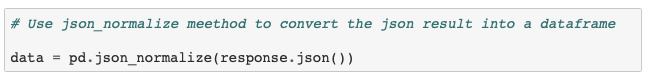 # Use json_normalize meethod to convert the json result into a dataframe
data = pd.json_normalize(response.json())